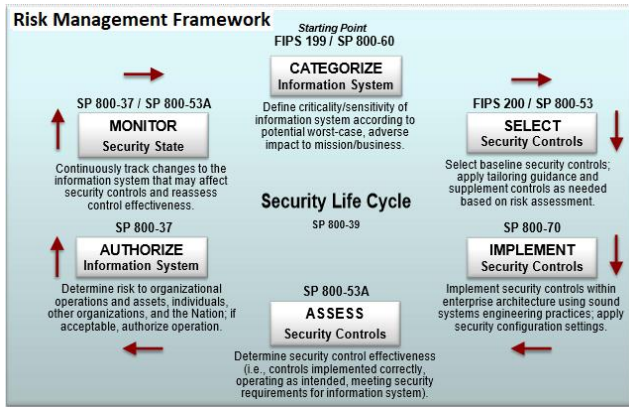 Risk Management Framework
Starting Point
FIPS 199 / SP 800-60
CATEGORIZE
Information System
Define criticality/sensitivity of
information system according to
potential worst-case, adverse
impact to mission/business.
FIPS 200 / SP 800-53
SELECT
Security Controls
Select baseline security controls;
apply tailoring guidance and
supplement controls as needed
based on risk assessment.
SP 800-70
IMPLEMENT
Security Controls
Implement security controls within
enterprise architecture using sound
systems engineering practices; apply
security configuration settings.
SP 800-53A
ASSESS
Security Controls
Determine security control effectiveness
(i.e., controls implemented correctly,
operating as intended, meeting security
requirements for information system).
SP 800-37
AUTHORIZE
Information System
Determine risk to organizational
operations and assets, individuals,
other organizations, and the Nation; if
acceptable, authorize operation.
SP 800-37 / SP 800-53A
MONITOR
Security State
Continuously track changes to the
information system that may affect
security controls and reassess
control effectiveness.
Security Life Cycle
SP 800-39